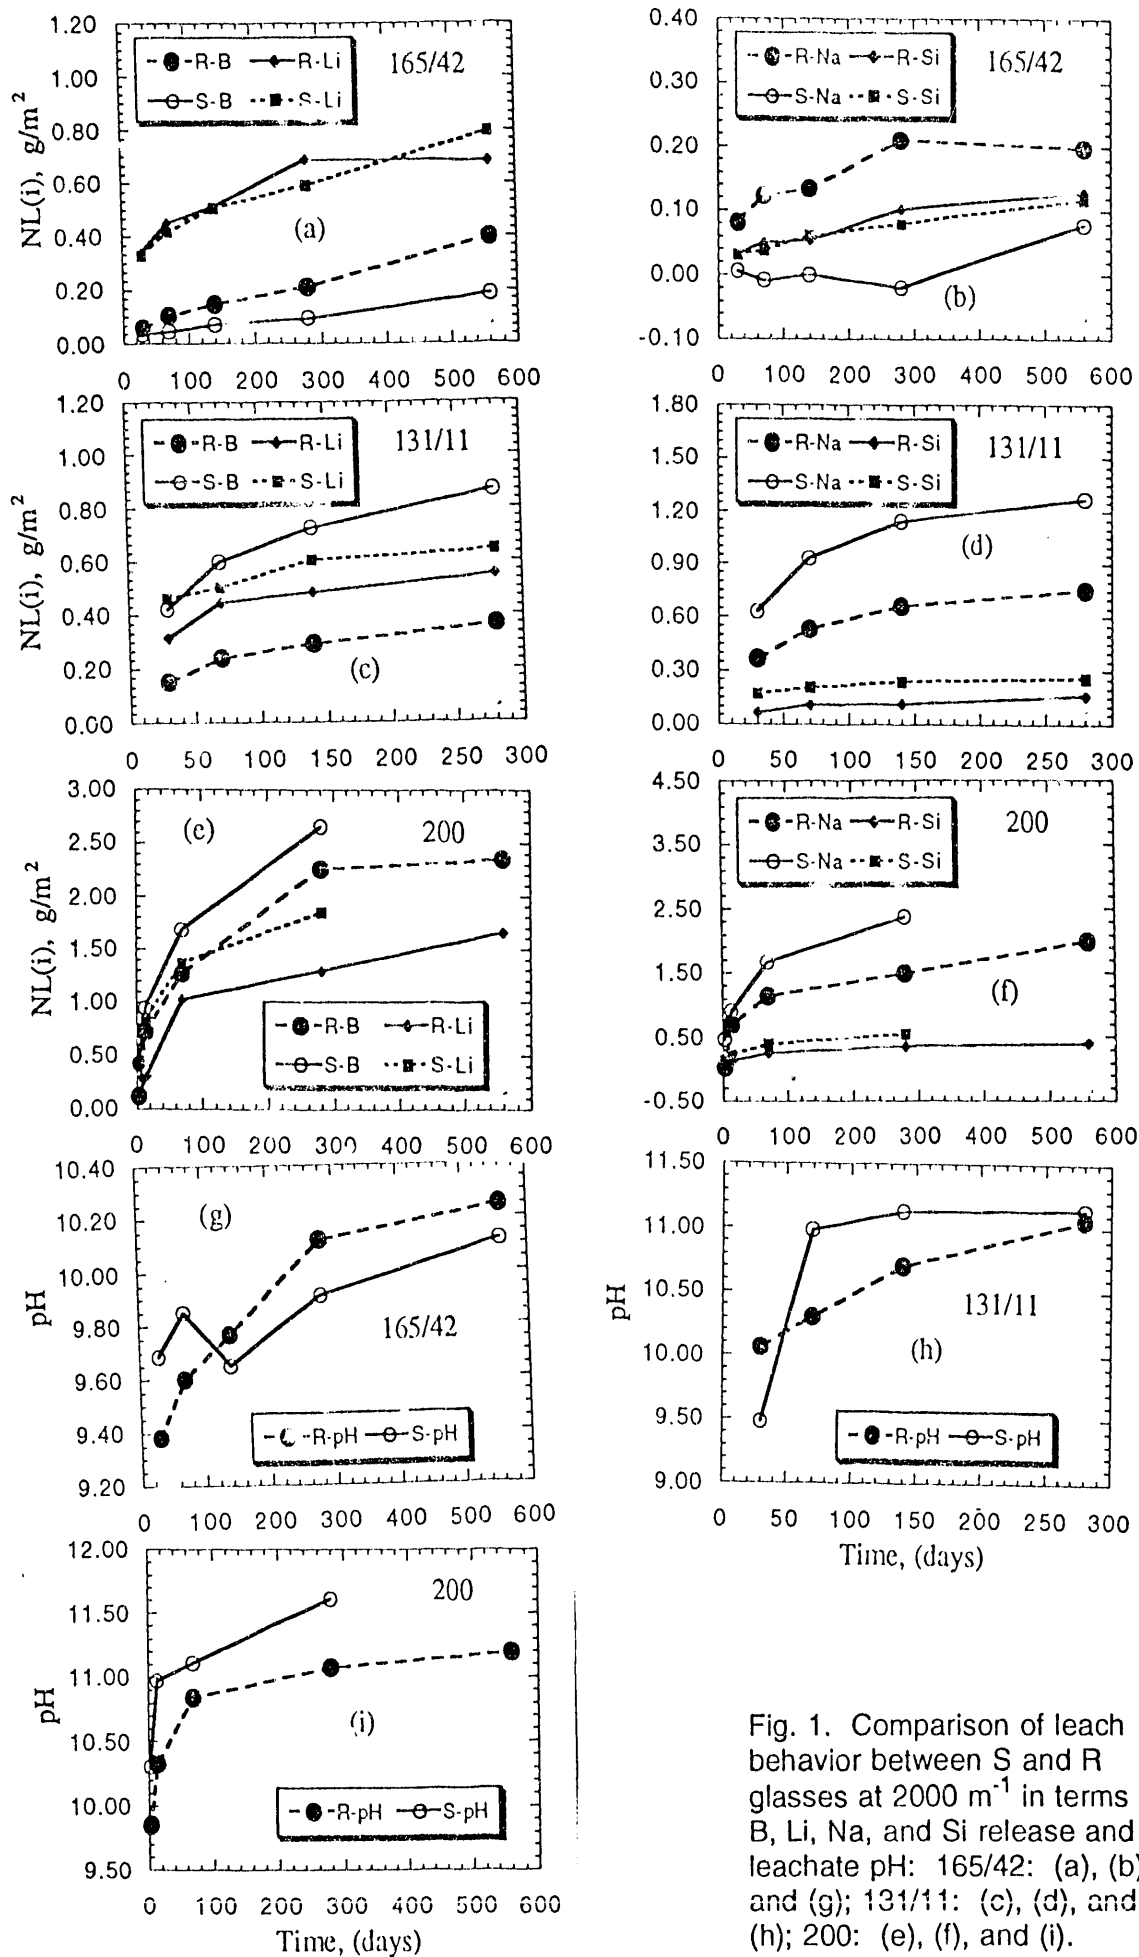 1.20
1.00
0.80
0.60
0.40
0.20
0.00
NL(i), g/m²
R-B R-Li
S-B S-Li
165/42
(a)
0 100 200 300 400 500 600
0.40
0.30
0.20
0.10
0.00
-0.10
R-Na R-Si
S-Na S-Si
165/42
(b)
0 100 200 300 400 500 600
1.20
1.00
0.80
0.60
0.40
0.20
0.00
NL(i), g/m²
R-B R-Li
S-B S-Li
131/11
(c)
0 50 100 150 200 250 300
1.80
1.50
1.20
0.90
0.60
0.30
0.00
R-Na R-Si
S-Na S-Si
131/11
(d)
0 50 100 150 200 250 300
3.00
2.50
2.00
1.50
1.00
0.50
0.00
NL(i), g/m²
(e)
200
R-B R-Li
S-B S-Li
0 100 200 300 400 500 600
4.50
3.50
2.50
1.50
0.50
-0.50
R-Na R-Si
S-Na S-Si
200
(f)
0 100 200 300 400 500 600
10.40
10.20
10.00
9.80
9.60
9.40
9.20
pH
(g)
165/42
R-pH S-pH
0 100 200 300 400 500 600
11.50
11.00
10.50
10.00
9.50
9.00
pH
131/11
(h)
R-pH S-pH
0 50 100 150 200 250 300
Time, (days)
12.00
11.50
11.00
10.50
10.00
9.50
pH
200
(i)
R-pH S-pH
0 100 200 300 400 500 600
Time, (days)
Fig. 1. Comparison of leach
behavior between S and R
glasses at 2000 m⁻¹ in terms
B, Li, Na, and Si release and
leachate pH: 165/42: (a), (b)
and (g); 131/11: (c), (d), and
(h); 200: (e), (f), and (i).